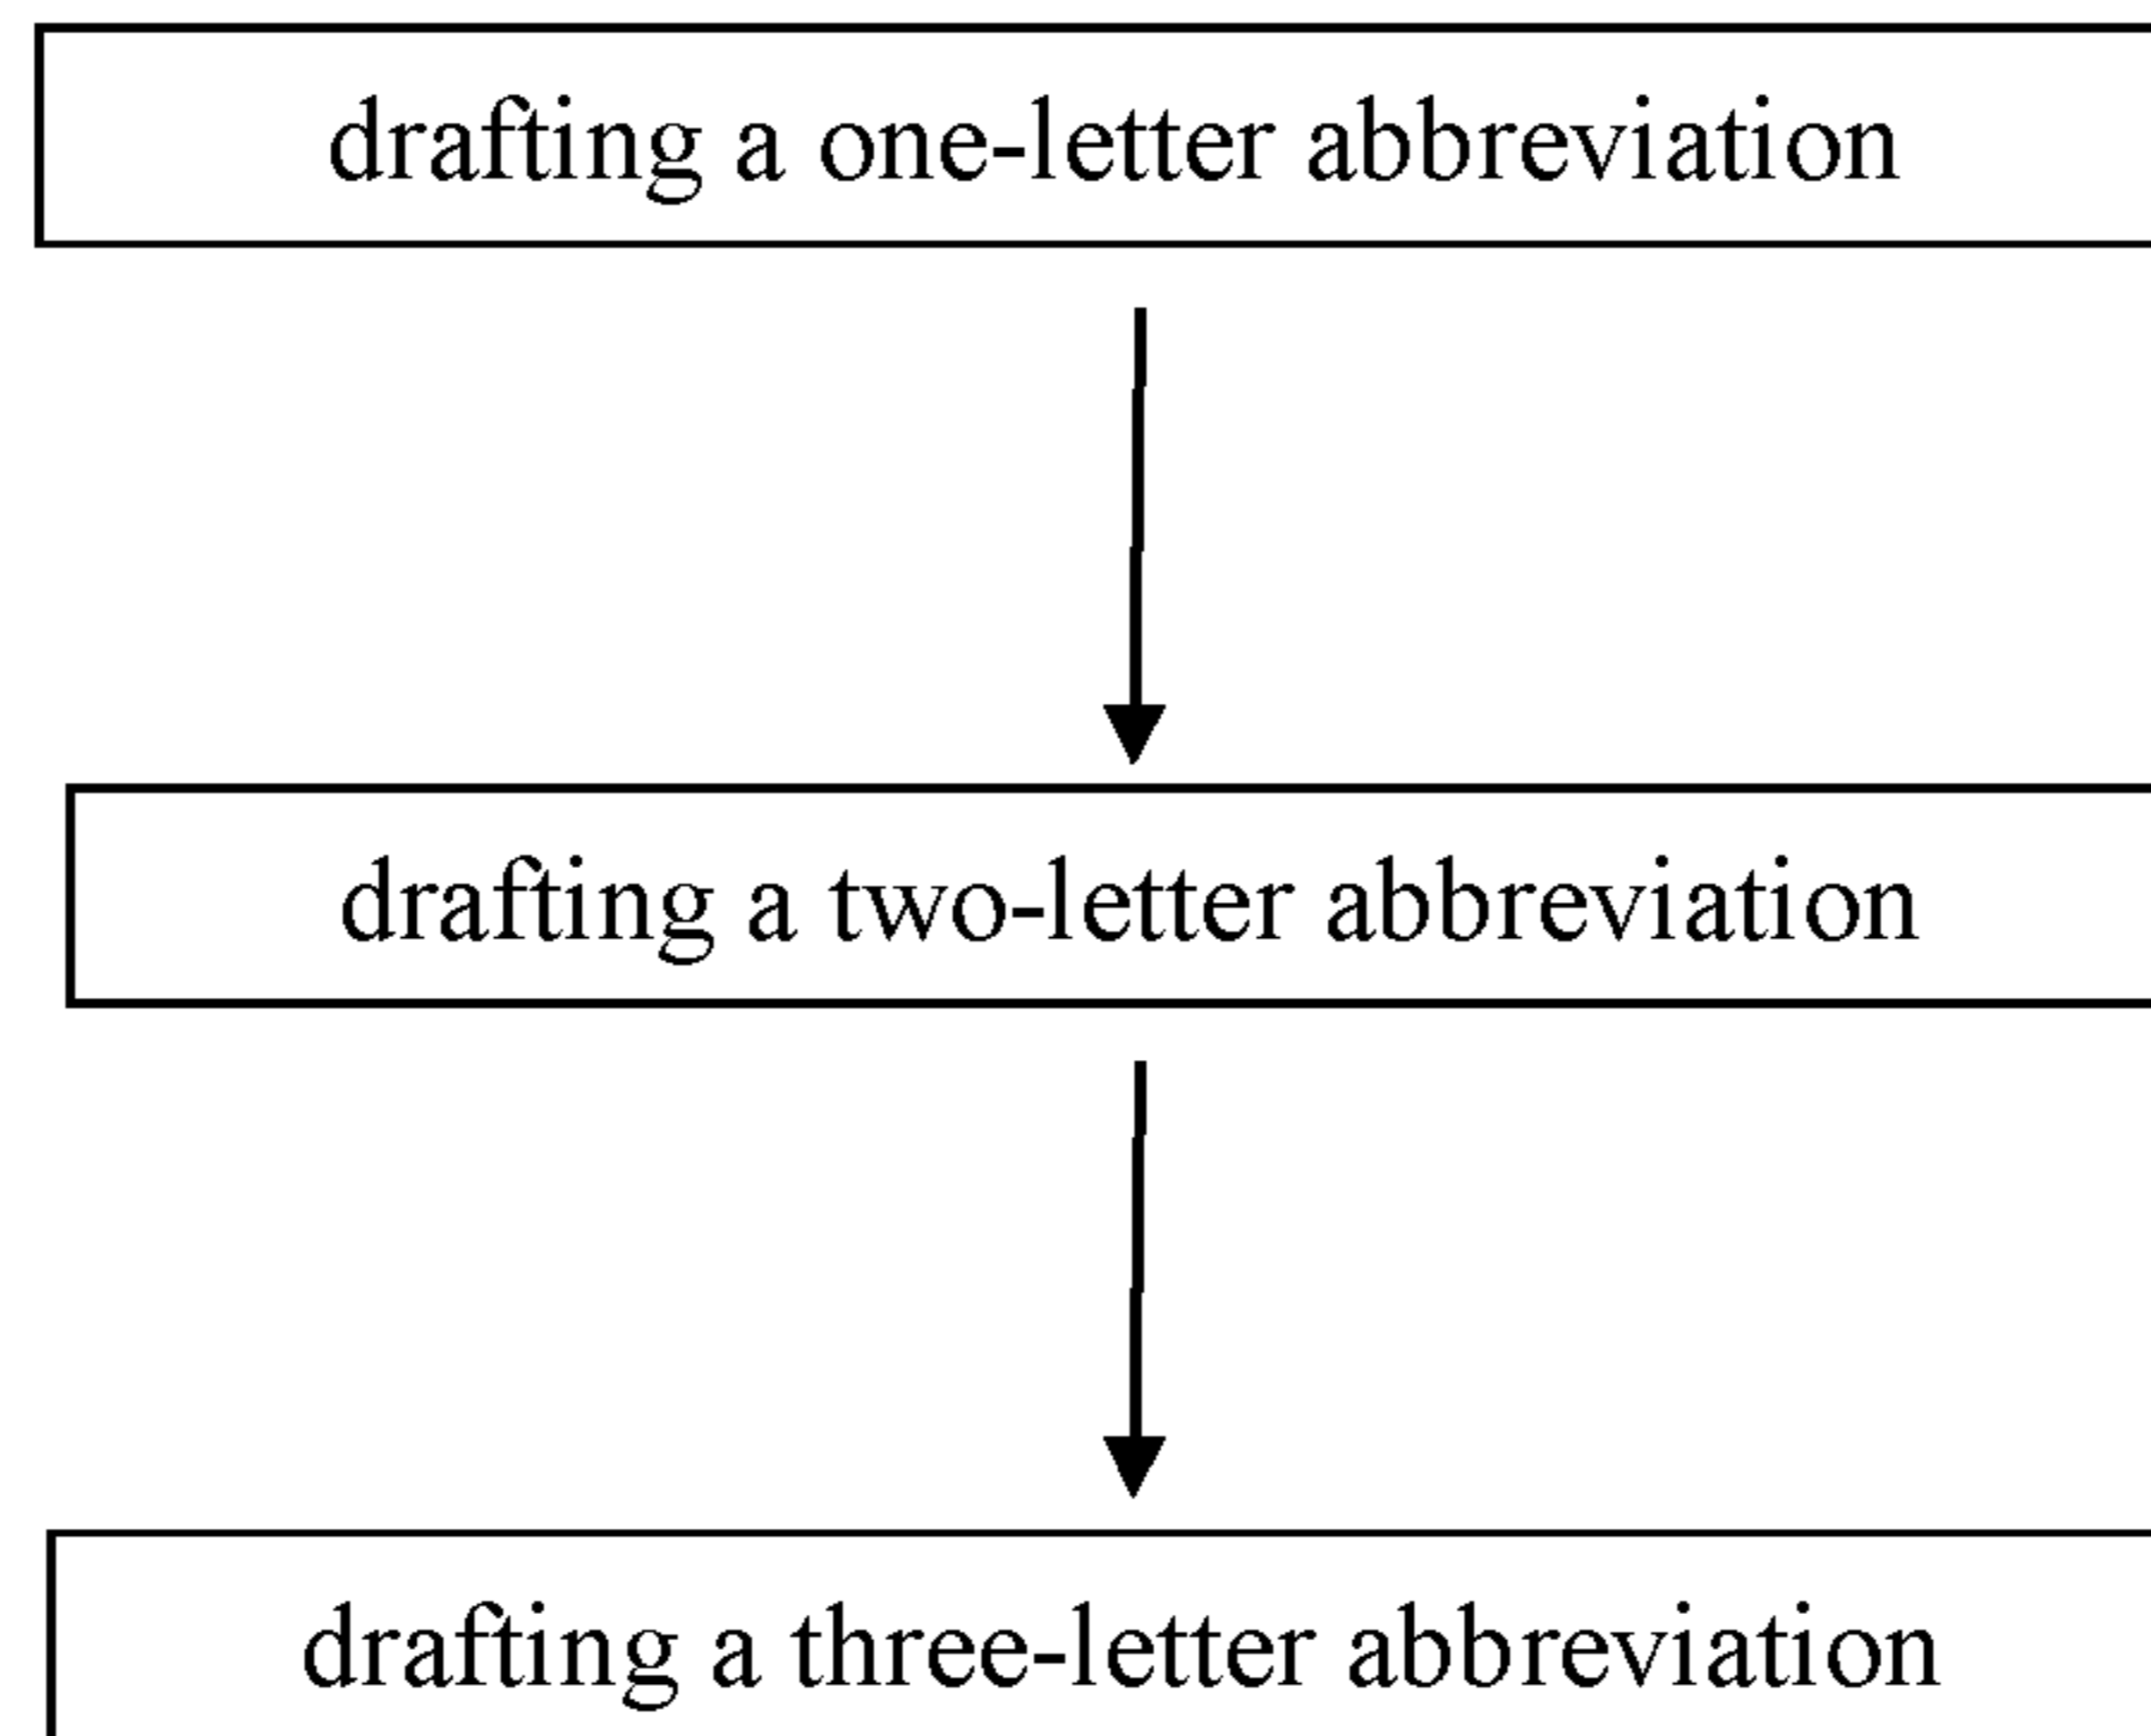 drafting a one-letter abbreviation
drafting a two-letter abbreviation
drafting a three-letter abbreviation